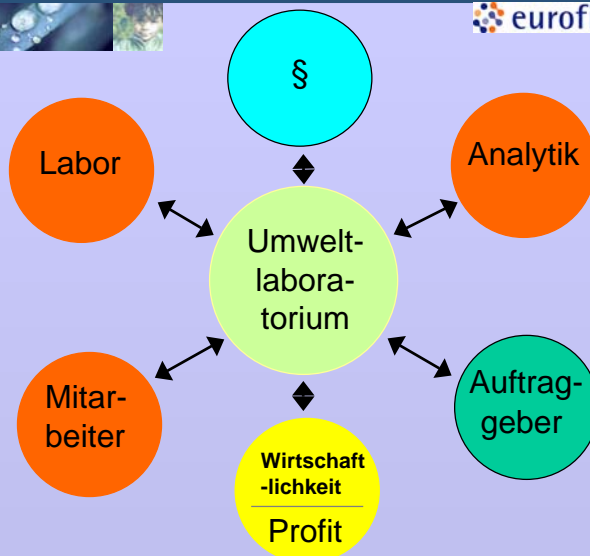 eurof
§
Labor
Analytik
Umwelt-
labora-
torium
Mitar-
beiter
Auftrag-
geber
Wirtschaft
-lichkeit
Profit